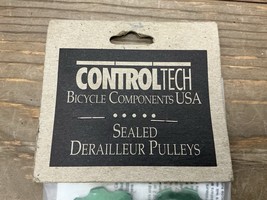 CONTROLTECH
BICYCLE COMPONENTS USA
SEALED
DERAILLEUR PULLEYS